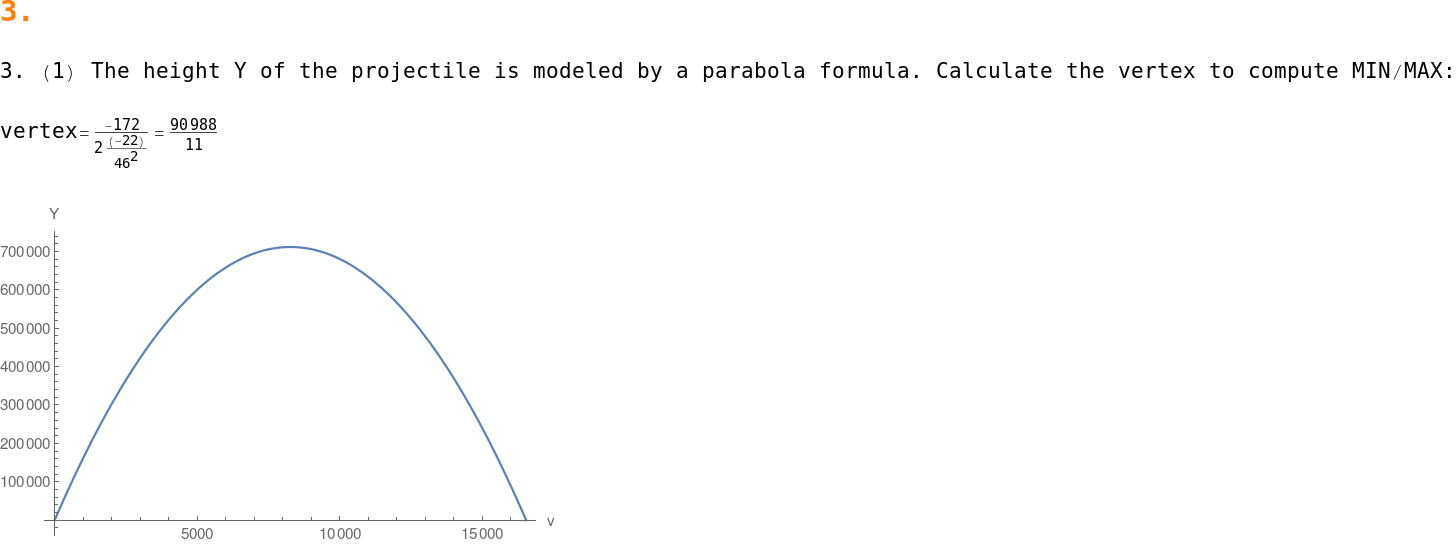 3.
3. (1) The height Y of the projectile is modeled by a parabola formula. Calculate the vertex to compute MIN/MAX:
vertex= -172 / (2 (-22)/46^2) = 90988/11
Y
700000
600000
500000
400000
300000
200000
100000
5000 10000 15000 v